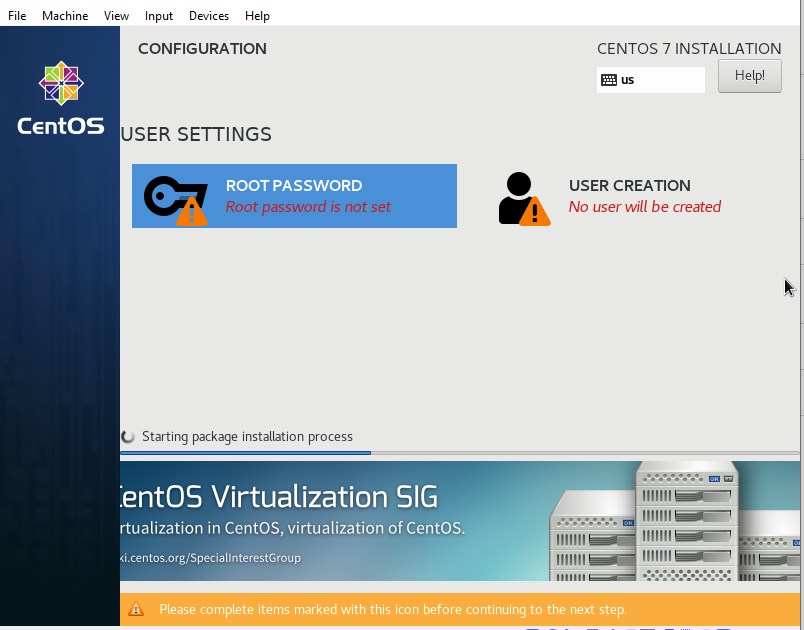 File Machine View Input Devices Help
CONFIGURATION
CENTOS 7 INSTALLATION
us
Help!
CentOS
USER SETTINGS
ROOT PASSWORD
Root password is not set
USER CREATION
No user will be created
Starting package installation process
CentOS Virtualization SIG
rtualization in CentOS, virtualization of CentOS.
ki.centos.org/SpecialInterestGroup
OK
OK
Please complete items marked with this icon before continuing to the next step.